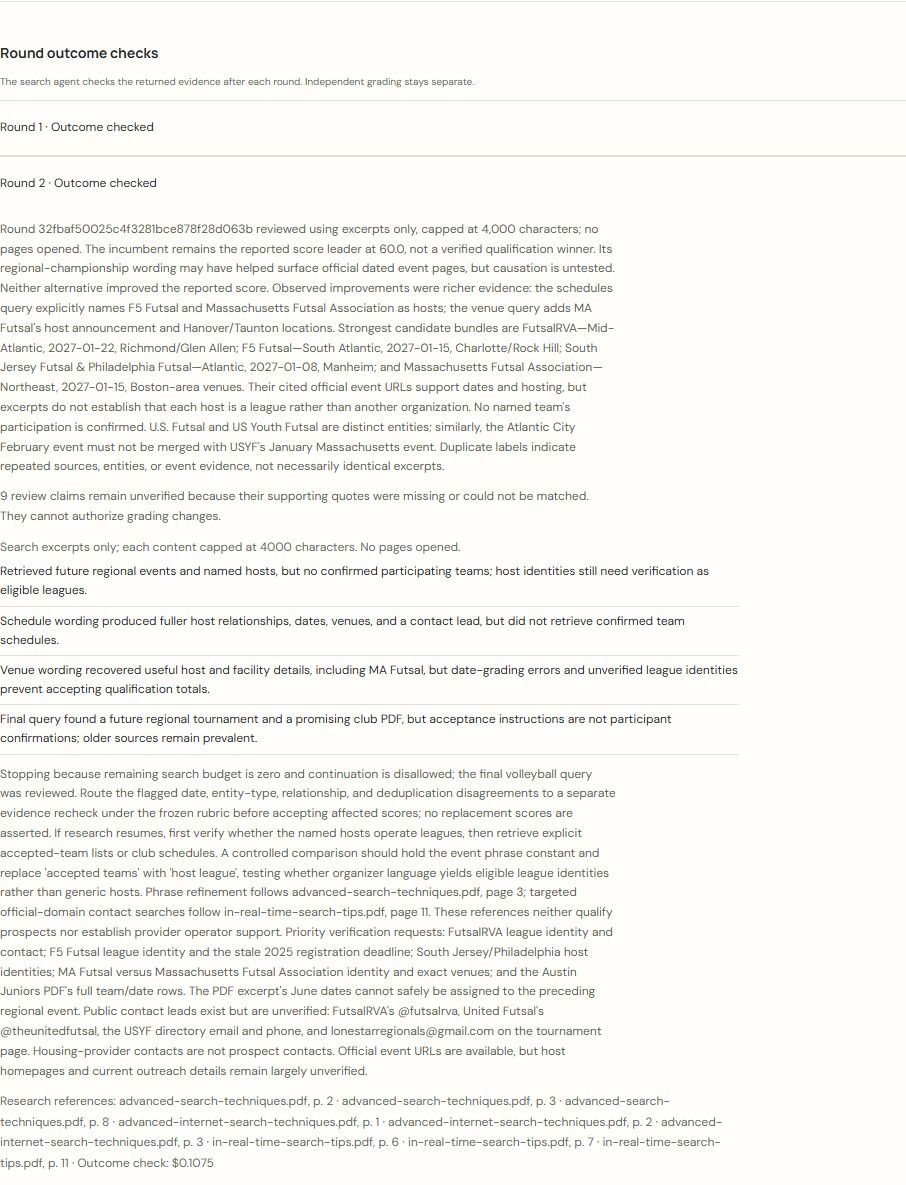 Round outcome checks
The search agent checks the returned evidence after each round. Independent grading stays separate.
Round 1 · Outcome checked
Round 2 · Outcome checked
Round 32fbaf50025c4f3281bce878f28d063b reviewed using excerpts only, capped at 4,000 characters; no
pages opened. The incumbent remains the reported score leader at 60.0, not a verified qualification winner. Its
regional-championship wording may have helped surface official dated event pages, but causation is untested.
Neither alternative improved the reported score. Observed improvements were richer evidence: the schedules
query explicitly names F5 Futsal and Massachusetts Futsal Association as hosts; the venue query adds MA
Futsal's host announcement and Hanover/Taunton locations. Strongest candidate bundles are FutsalRVA—Mid-
Atlantic, 2027-01-22, Richmond/Glen Allen; F5 Futsal—South Atlantic, 2027-01-15, Charlotte/Rock Hill; South
Jersey Futsal & Philadelphia Futsal—Atlantic, 2027-01-08, Manheim; and Massachusetts Futsal Association—
Northeast, 2027-01-15, Boston-area venues. Their cited official event URLs support dates and hosting, but
excerpts do not establish that each host is a league rather than another organization. No named team's
participation is confirmed. U.S. Futsal and US Youth Futsal are distinct entities; similarly, the Atlantic City
February event must not be merged with USYF's January Massachusetts event. Duplicate labels indicate
repeated sources, entities, or event evidence, not necessarily identical excerpts.
9 review claims remain unverified because their supporting quotes were missing or could not be matched.
They cannot authorize grading changes.
Search excerpts only; each content capped at 4000 characters. No pages opened.
Retrieved future regional events and named hosts, but no confirmed participating teams; host identities still need verification as
eligible leagues.
Schedule wording produced fuller host relationships, dates, venues, and a contact lead, but did not retrieve confirmed team
schedules.
Venue wording recovered useful host and facility details, including MA Futsal, but date-grading errors and unverified league identities
prevent accepting qualification totals.
Final query found a future regional tournament and a promising club PDF, but acceptance instructions are not participant
confirmations; older sources remain prevalent.
Stopping because remaining search budget is zero and continuation is disallowed; the final volleyball query
was reviewed. Route the flagged date, entity-type, relationship, and deduplication disagreements to a separate
evidence recheck under the frozen rubric before accepting affected scores; no replacement scores are
asserted. If research resumes, first verify whether the named hosts operate leagues, then retrieve explicit
accepted-team lists or club schedules. A controlled comparison should hold the event phrase constant and
replace 'accepted teams' with 'host league', testing whether organizer language yields eligible league identities
rather than generic hosts. Phrase refinement follows advanced-search-techniques.pdf, page 3; targeted
official-domain contact searches follow in-real-time-search-tips.pdf, page 11. These references neither qualify
prospects nor establish provider operator support. Priority verification requests: FutsalRVA league identity and
contact; F5 Futsal league identity and the stale 2025 registration deadline; South Jersey/Philadelphia host
identities; MA Futsal versus Massachusetts Futsal Association identity and exact venues; and the Austin
Juniors PDF's full team/date rows. The PDF excerpt's June dates cannot safely be assigned to the preceding
regional event. Public contact leads exist but are unverified: FutsalRVA's @futsalrva, United Futsal's
@theunitedfutsal, the USYF directory email and phone, and lonestarregionals@gmail.com on the tournament
page. Housing-provider contacts are not prospect contacts. Official event URLs are available, but host
homepages and current outreach details remain largely unverified.
Research references: advanced-search-techniques.pdf, p. 2 · advanced-search-techniques.pdf, p. 3 · advanced-search-
techniques.pdf, p. 8 · advanced-internet-search-techniques.pdf, p. 1 · advanced-internet-search-techniques.pdf, p. 2 · advanced-
internet-search-techniques.pdf, p. 3 · in-real-time-search-tips.pdf, p. 6 · in-real-time-search-tips.pdf, p. 7 · in-real-time-search-
tips.pdf, p. 11 · Outcome check: $0.1075